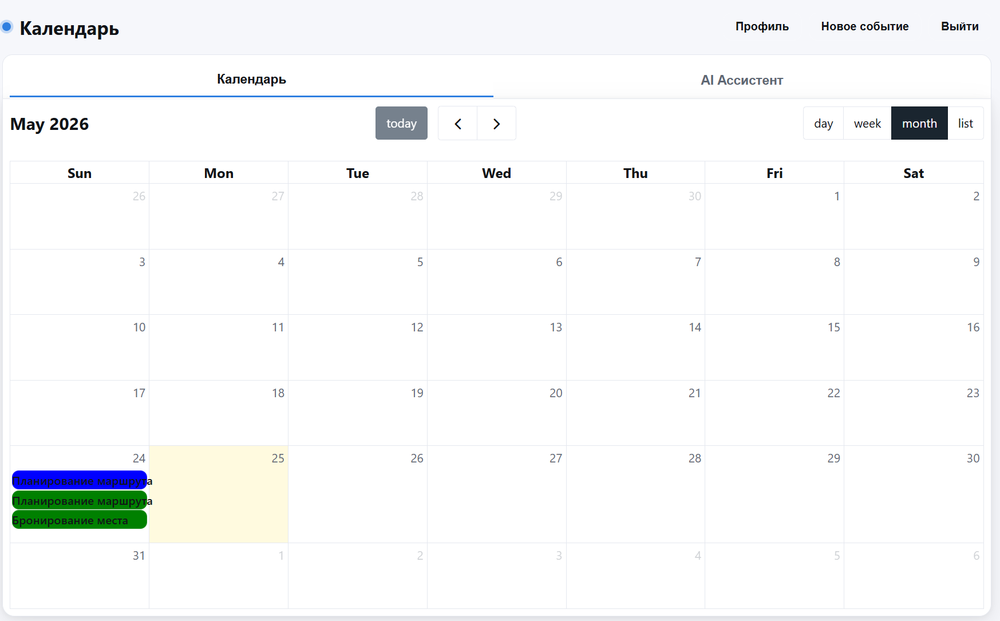 Календарь
Профиль Новое событие Выйти
Календарь AI Ассистент
May 2026 today day week month list
Sun Mon Tue Wed Thu Fri Sat
26 27 28 29 30 1 2
3 4 5 6 7 8 9
10 11 12 13 14 15 16
17 18 19 20 21 22 23
24 25 26 27 28 29 30
Планирование маршрута
Планирование маршрута
Бронирование места
31 1 2 3 4 5 6